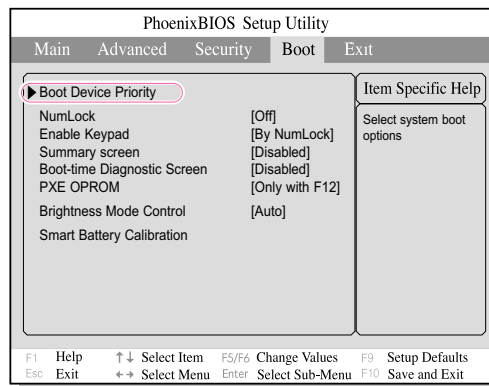 PhoenixBIOS Setup Utility
Main Advanced Security Boot Exit
Boot Device Priority
NumLock [Off]
Enable Keypad [By NumLock]
Summary screen [Disabled]
Boot-time Diagnostic Screen [Disabled]
PXE OPROM [Only with F12]
Brightness Mode Control [Auto]
Smart Battery Calibration
Item Specific Help
Select system boot
options
F1 Help ↑↓ Select Item F5/F6 Change Values F9 Setup Defaults
Esc Exit ←→ Select Menu Enter Select Sub-Menu F10 Save and Exit